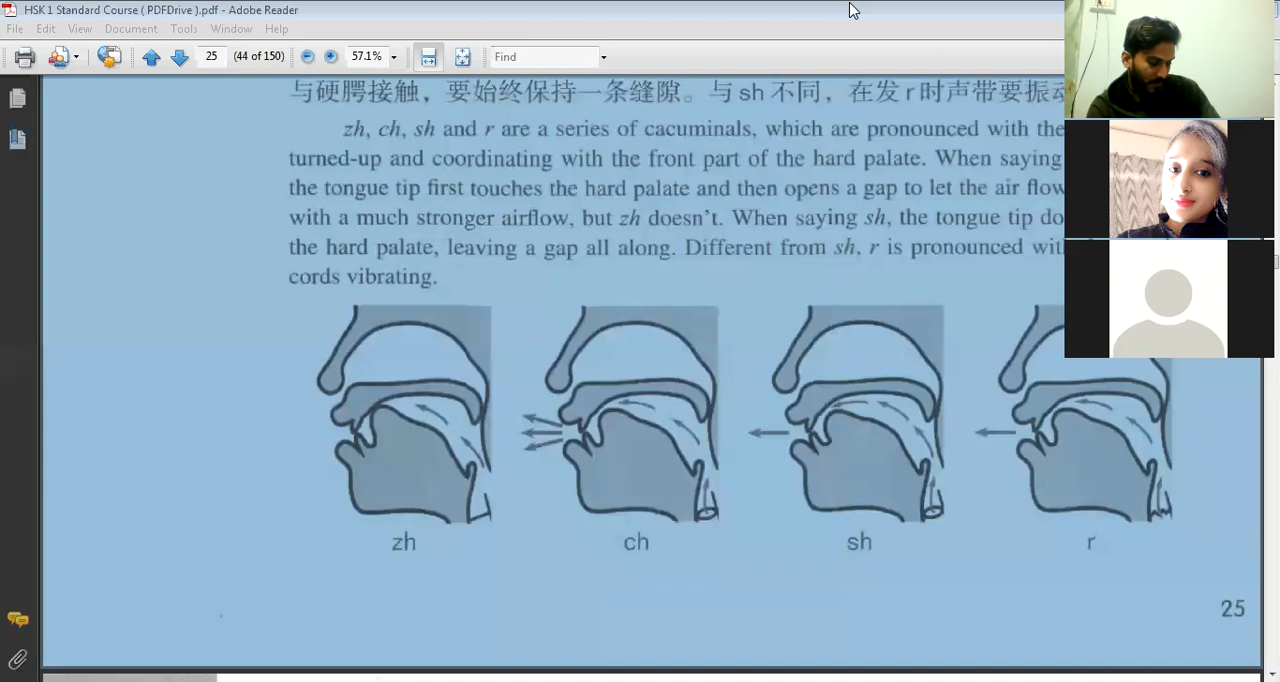 HSK 1 Standard Course ( PDFDrive ).pdf - Adobe Reader
File Edit View Document Tools Window Help
25 (44 of 150) 57.1% Find
与硬腭接触，要始终保持一条缝隙。与 sh 不同，在发 r 时声带要振动
zh, ch, sh and r are a series of cacuminals, which are pronounced with the
turned-up and coordinating with the front part of the hard palate. When saying
the tongue tip first touches the hard palate and then opens a gap to let the air flow
with a much stronger airflow, but zh doesn't. When saying sh, the tongue tip do
the hard palate, leaving a gap all along. Different from sh, r is pronounced wit
cords vibrating.
zh ch sh r
25